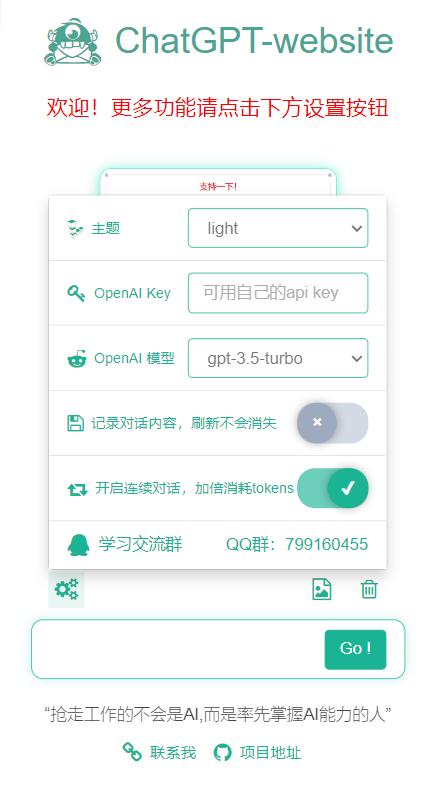 ChatGPT-website
欢迎！更多功能请点击下方设置按钮
支持一下！
主题 light
OpenAI Key 可用自己的api key
OpenAI 模型 gpt-3.5-turbo
记录对话内容，刷新不会消失
开启连续对话，加倍消耗tokens
学习交流群 QQ群：799160455
Go !
“抢走工作的不会是AI,而是率先掌握AI能力的人”
联系我 项目地址